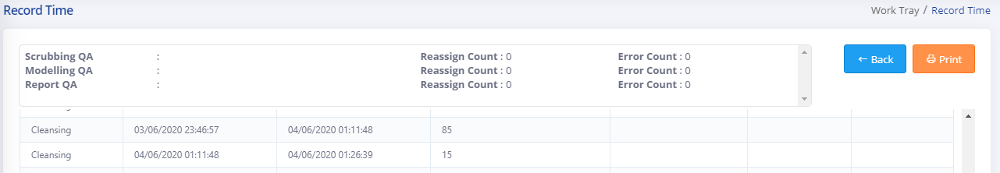 Record Time
Work Tray / Record Time
Scrubbing QA : Reassign Count : 0 Error Count : 0
Modelling QA : Reassign Count : 0 Error Count : 0
Report QA : Reassign Count : 0 Error Count : 0
← Back
Print
Cleansing 03/06/2020 23:46:57 04/06/2020 01:11:48 85
Cleansing 04/06/2020 01:11:48 04/06/2020 01:26:39 15